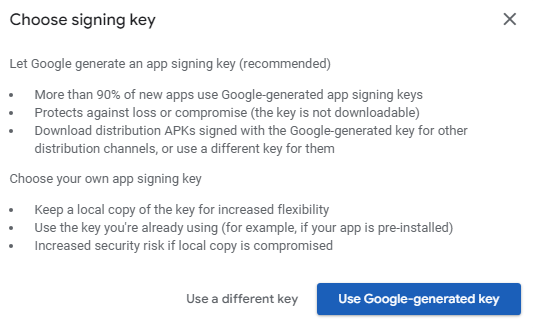 Choose signing key
Let Google generate an app signing key (recommended)
• More than 90% of new apps use Google-generated app signing keys
• Protects against loss or compromise (the key is not downloadable)
• Download distribution APKs signed with the Google-generated key for other
distribution channels, or use a different key for them
Choose your own app signing key
• Keep a local copy of the key for increased flexibility
• Use the key you're already using (for example, if your app is pre-installed)
• Increased security risk if local copy is compromised
Use a different key
Use Google-generated key